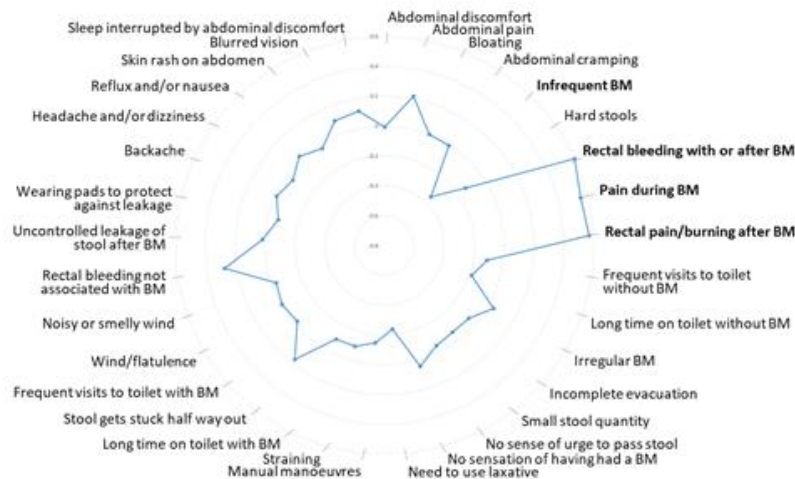 Abdominal discomfort
Abdominal pain
Bloating
Abdominal cramping
Infrequent BM
Hard stools
Rectal bleeding with or after BM
Pain during BM
Rectal pain/burning after BM
Frequent visits to toilet
without BM
Long time on toilet without BM
Irregular BM
Incomplete evacuation
Small stool quantity
No sense of urge to pass stool
No sensation of having had a BM
Need to use laxative
Manual manoeuvres
Straining
Long time on toilet with BM
Stool gets stuck half way out
Frequent visits to toilet with BM
Wind/flatulence
Noisy or smelly wind
Rectal bleeding not
associated with BM
Uncontrolled leakage of
stool after BM
Wearing pads to protect
against leakage
Backache
Headache and/or dizziness
Reflux and/or nausea
Skin rash on abdomen
Blurred vision
Sleep interrupted by abdominal discomfort